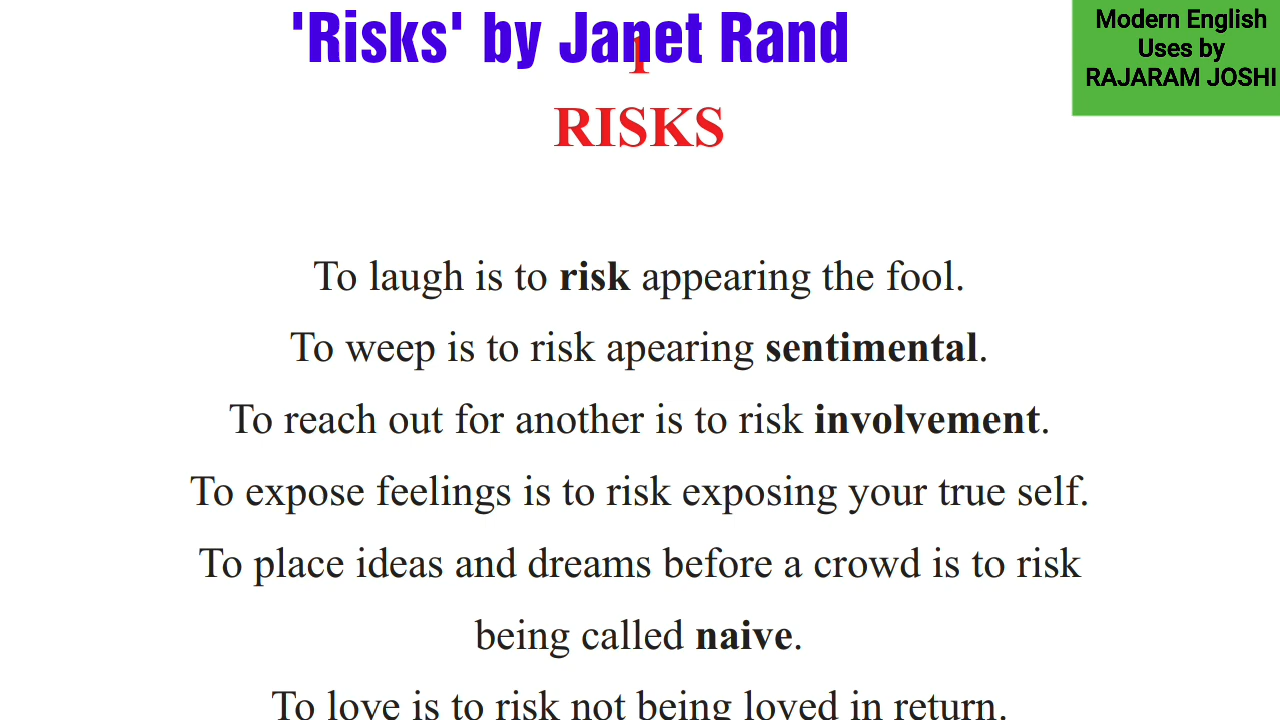 'Risks' by Janet Rand
Modern English
Uses by
RAJARAM JOSHI
1
RISKS
To laugh is to risk appearing the fool.
To weep is to risk apearing sentimental.
To reach out for another is to risk involvement.
To expose feelings is to risk exposing your true self.
To place ideas and dreams before a crowd is to risk
being called naive.
To love is to risk not being loved in return.